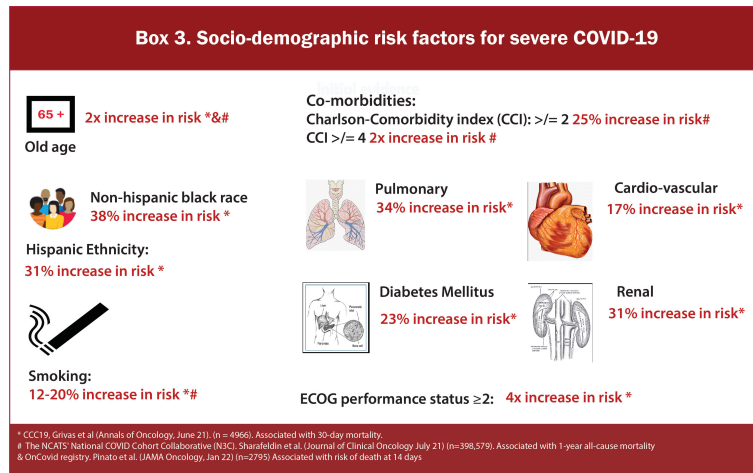 Box 3. Socio-demographic risk factors for severe COVID-19
65 +
2x increase in risk *&#
Old age
Non-hispanic black race
38% increase in risk *
Hispanic Ethnicity:
31% increase in risk *
Smoking:
12-20% increase in risk *#
Co-morbidities:
Charlson-Comorbidity index (CCI): >/= 2 25% increase in risk#
CCI >/= 4 2x increase in risk #
Pulmonary
34% increase in risk*
Cardio-vascular
17% increase in risk*
Diabetes Mellitus
23% increase in risk*
Renal
31% increase in risk*
ECOG performance status ≥2: 4x increase in risk *
* CCC19, Grivas et al (Annals of Oncology, June 21). (n = 4966). Associated with 30-day mortality.
# The NCATS' National COVID Cohort Collaborative (N3C). Sharafeldin et al. (Journal of Clinical Oncology July 21) (n=398,579). Associated with 1-year all-cause mortality
& OnCovid registry. Pinato et al. (JAMA Oncology, Jan 22) (n=2795) Associated with risk of death at 14 days